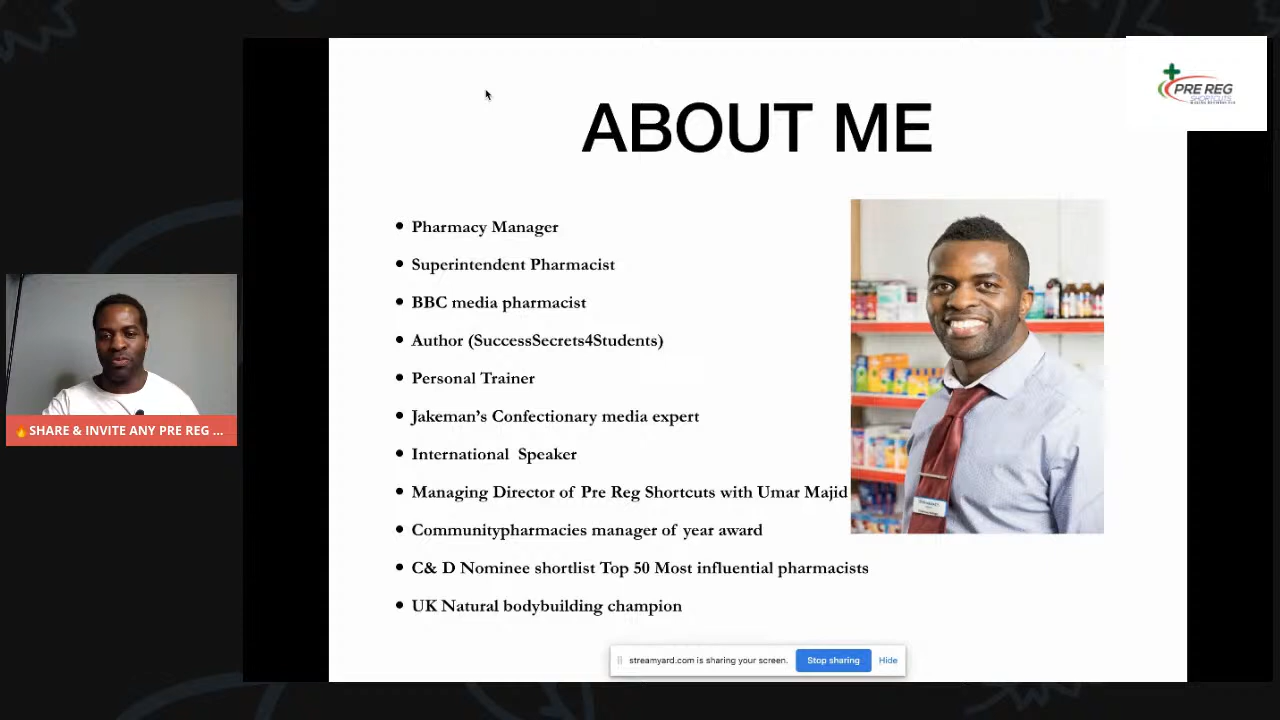 ABOUT ME
PRE REG
SHORTCUTS
Pharmacy Manager
Superintendent Pharmacist
BBC media pharmacist
Author (SuccessSecrets4Students)
Personal Trainer
Jakeman's Confectionary media expert
International Speaker
Managing Director of Pre Reg Shortcuts with Umar Majid
Communitypharmacies manager of year award
C& D Nominee shortlist Top 50 Most influential pharmacists
UK Natural bodybuilding champion
🔥SHARE & INVITE ANY PRE REG ...
streamyard.com is sharing your screen.
Stop sharing
Hide